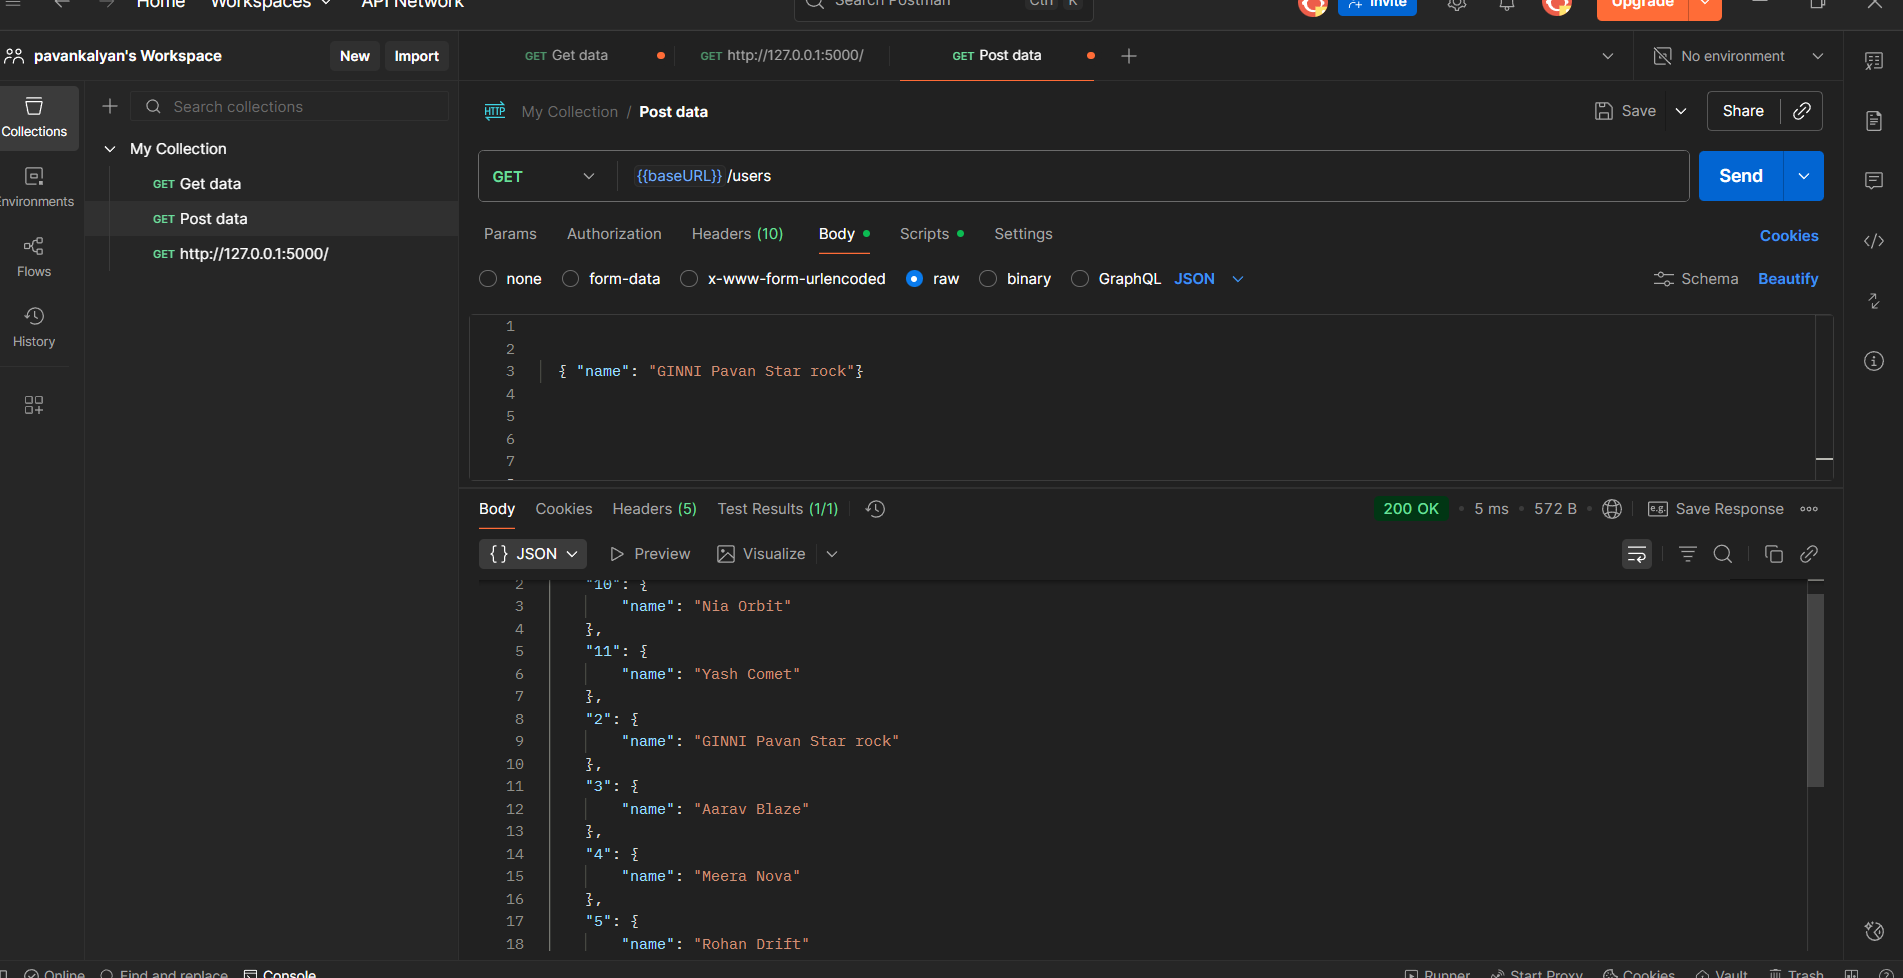 Home Workspaces API Network Search Postman Ctrl K Invite Upgrade
pavankalyan's Workspace New Import GET Get data GET http://127.0.0.1:5000/ GET Post data No environment
Search collections
Collections
My Collection
GET Get data
GET Post data
GET http://127.0.0.1:5000/
nvironments
Flows
History
HTTP My Collection / Post data Save Share
GET {{baseURL}} /users Send
Params Authorization Headers (10) Body Scripts Settings Cookies
none form-data x-www-form-urlencoded raw binary GraphQL JSON Schema Beautify
1
2
3 { "name": "GINNI Pavan Star rock"}
4
5
6
7
Body Cookies Headers (5) Test Results (1/1) 200 OK • 5 ms • 572 B • e.g. Save Response
{} JSON Preview Visualize
2 "10": {
3 "name": "Nia Orbit"
4 },
5 "11": {
6 "name": "Yash Comet"
7 },
8 "2": {
9 "name": "GINNI Pavan Star rock"
10 },
11 "3": {
12 "name": "Aarav Blaze"
13 },
14 "4": {
15 "name": "Meera Nova"
16 },
17 "5": {
18 "name": "Rohan Drift"
Online Find and replace Console Runner Start Proxy Cookies Vault Trash